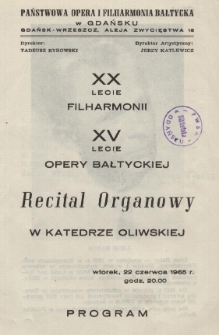 PAŃSTWOWA OPERA I FILHARMONIA BAŁTYCKA
w GDAŃSKU
GDAŃSK-WRZESZCZ, ALEJA ZWYCIĘSTWA 15
Dyrektor: Dyrektor Artystyczny:
TADEUSZ RYBOWSKI JERZY KATLEWICZ
XX
LECIE
FILHARMONII
XV
LECIE
OPERY BAŁTYCKIEJ
Recital Organowy
W KATEDRZE OLIWSKIEJ
wtorek, 22 czerwca 1965 r.
godz. 20.00
PROGRAM